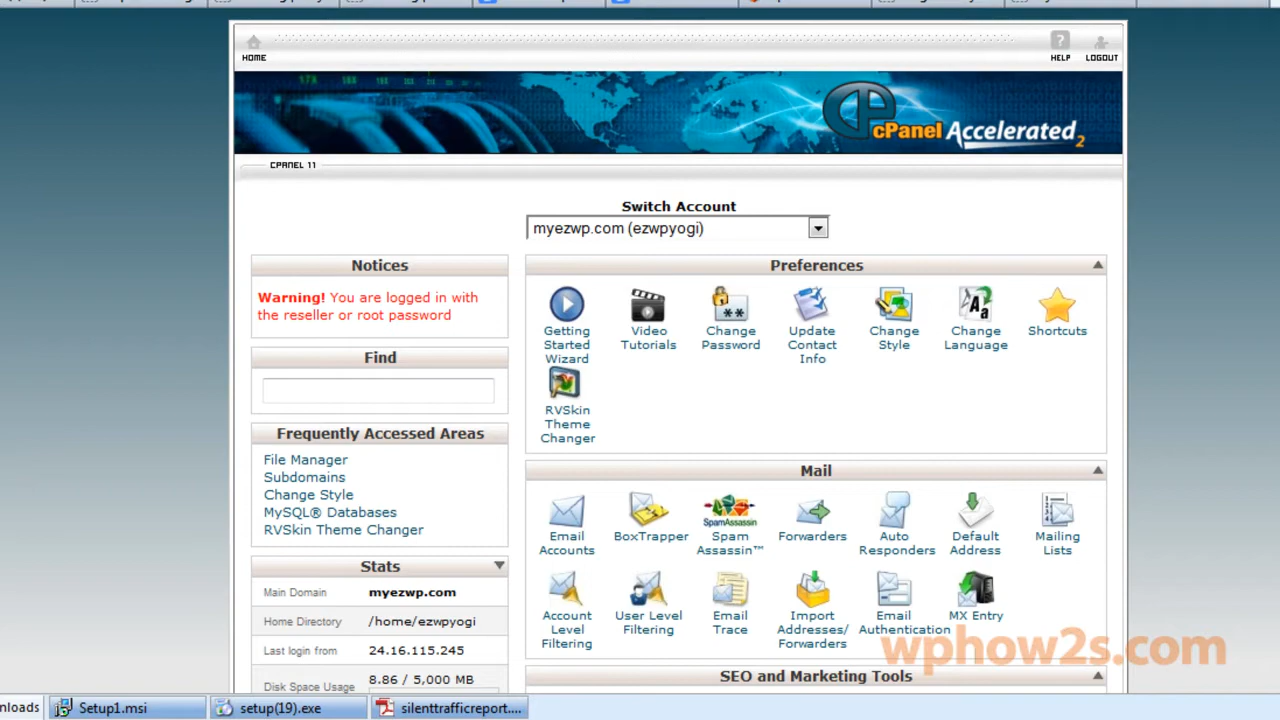 HOME
HELP
LOGOUT
cPanel Accelerated 2
CPANEL 11
Switch Account
myezwp.com (ezwpyogi)
Notices
Warning! You are logged in with
the reseller or root password
Find
Frequently Accessed Areas
File Manager
Subdomains
Change Style
MySQL® Databases
RVSkin Theme Changer
Stats
Main Domain myezwp.com
Home Directory /home/ezwpyogi
Last login from 24.16.115.245
Disk Space Usage 8.86 / 5,000 MB
Preferences
Getting
Started
Wizard
Video
Tutorials
Change
Password
Update
Contact
Info
Change
Style
Change
Language
Shortcuts
RVSkin
Theme
Changer
Mail
Email
Accounts
BoxTrapper
SpamAssassin
Spam
Assassin™
Forwarders
Auto
Responders
Default
Address
Mailing
Lists
Account
Level
Filtering
User Level
Filtering
Email
Trace
Import
Addresses/
Forwarders
Email
Authentication
MX Entry
SEO and Marketing Tools
wphow2s.com
nloads
Setup1.msi
setup(19).exe
silenttrafficreport....